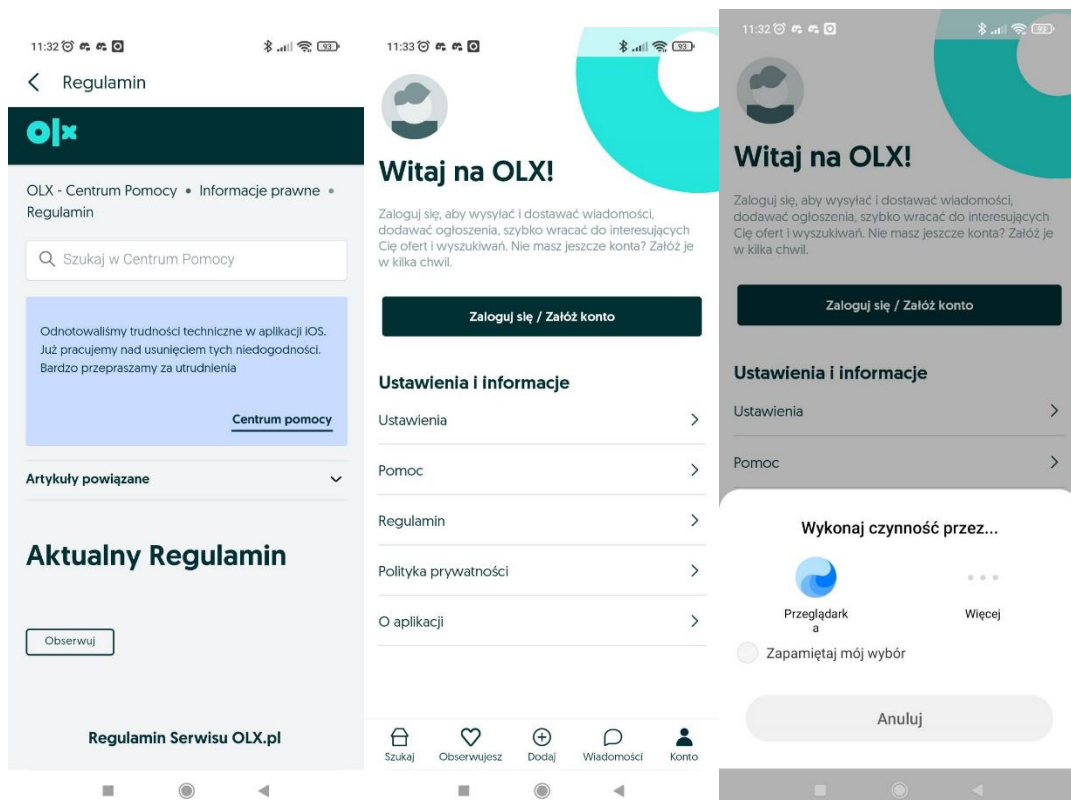 11:32
93
Regulamin
olx
OLX - Centrum Pomocy • Informacje prawne •
Regulamin
Szukaj w Centrum Pomocy
Odnotowaliśmy trudności techniczne w aplikacji iOS.
Już pracujemy nad usunięciem tych niedogodności.
Bardzo przepraszamy za utrudnienia
Centrum pomocy
Artykuły powiązane
Aktualny Regulamin
Obserwuj
Regulamin Serwisu OLX.pl
11:33
93
Witaj na OLX!
Zaloguj się, aby wysyłać i dostawać wiadomości,
dodawać ogłoszenia, szybko wracać do interesujących
Cię ofert i wyszukiwań. Nie masz jeszcze konta? Załóż je
w kilka chwil.
Zaloguj się / Załóż konto
Ustawienia i informacje
Ustawienia
Pomoc
Regulamin
Polityka prywatności
O aplikacji
Szukaj
Obserwujesz
Dodaj
Wiadomości
Konto
11:32
93
Witaj na OLX!
Zaloguj się, aby wysyłać i dostawać wiadomości,
dodawać ogłoszenia, szybko wracać do interesujących
Cię ofert i wyszukiwań. Nie masz jeszcze konta? Załóż je
w kilka chwil.
Zaloguj się / Załóż konto
Ustawienia i informacje
Ustawienia
Pomoc
Wykonaj czynność przez...
Przeglądark
a
Więcej
Zapamiętaj mój wybór
Anuluj